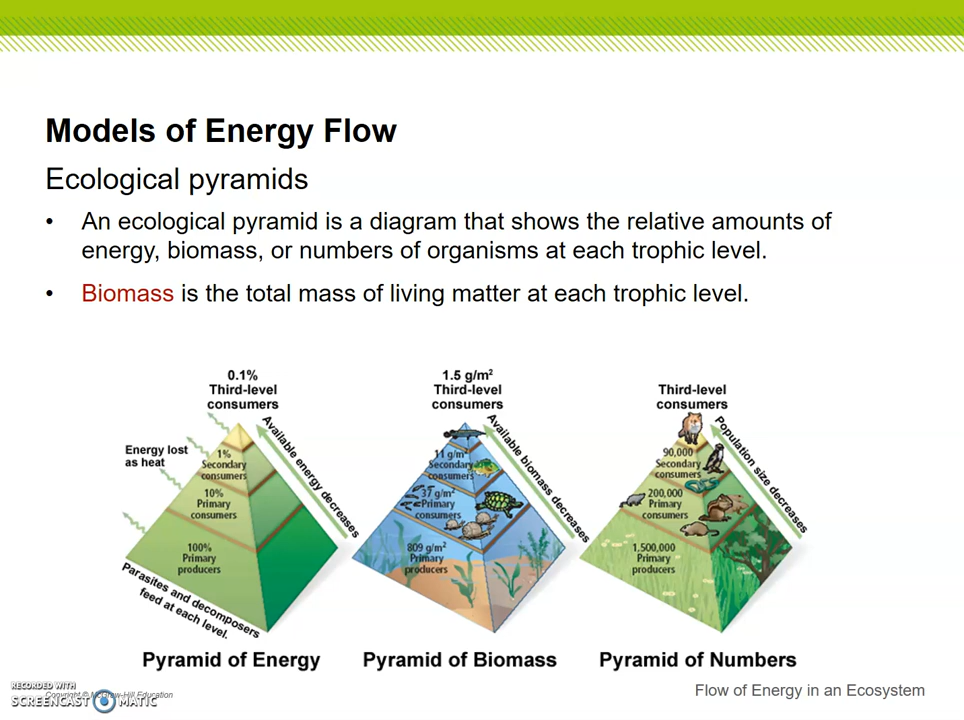 Models of Energy Flow
Ecological pyramids
• An ecological pyramid is a diagram that shows the relative amounts of
energy, biomass, or numbers of organisms at each trophic level.
• Biomass is the total mass of living matter at each trophic level.
0.1%
Third-level
consumers
Energy lost
as heat
Available energy decreases
1%
Secondary
consumers
10%
Primary
consumers
100%
Primary
producers
Parasites and decomposers
feed at each level.
Pyramid of Energy
1.5 g/m²
Third-level
consumers
Available biomass decreases
11 g/m²
Secondary
consumers
37 g/m²
Primary
consumers
809 g/m²
Primary
producers
Pyramid of Biomass
Third-level
consumers
Population size decreases
90,000
Secondary
consumers
200,000
Primary
consumers
1,500,000
Primary
producers
Pyramid of Numbers
RECORDED WITH
SCREENCAST MATIC
Copyright © McGraw-Hill Education
Flow of Energy in an Ecosystem